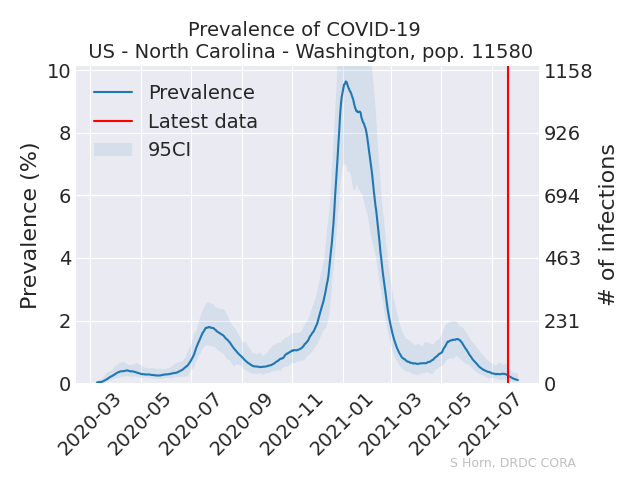 Prevalence of COVID-19
US - North Carolina - Washington, pop. 11580
Prevalence
Latest data
95CI
Prevalence (%)
10
8
6
4
2
0
1158
926
694
463
231
0
# of infections
2020-03
2020-05
2020-07
2020-09
2020-11
2021-01
2021-03
2021-05
2021-07
S Horn, DRDC CORA